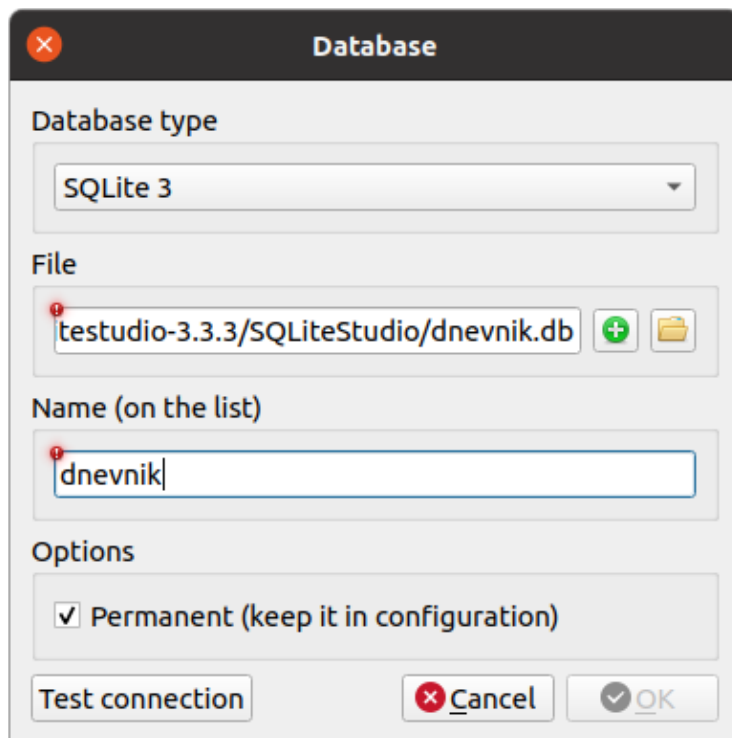 Database
Database type
SQLite 3
File
testudio-3.3.3/SQLiteStudio/dnevnik.db
Name (on the list)
dnevnik
Options
Permanent (keep it in configuration)
Test connection
Cancel
OK